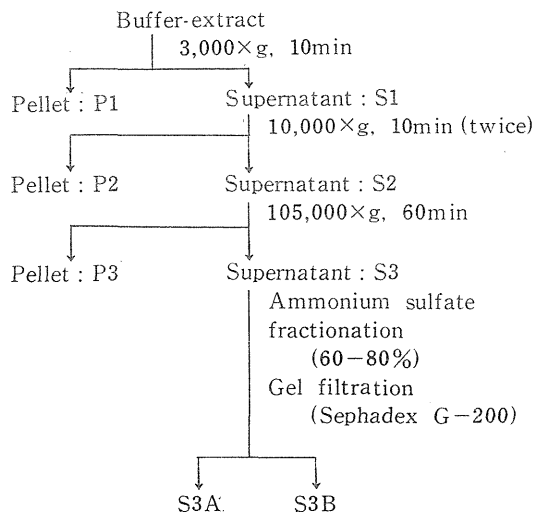 Buffer-extract
3,000×g, 10min
Pellet : P1
Supernatant : S1
10,000×g, 10min (twice)
Pellet : P2
Supernatant : S2
105,000×g, 60min
Pellet : P3
Supernatant : S3
Ammonium sulfate
fractionation
(60-80%)
Gel filtration
(Sephadex G-200)
S3A
S3B